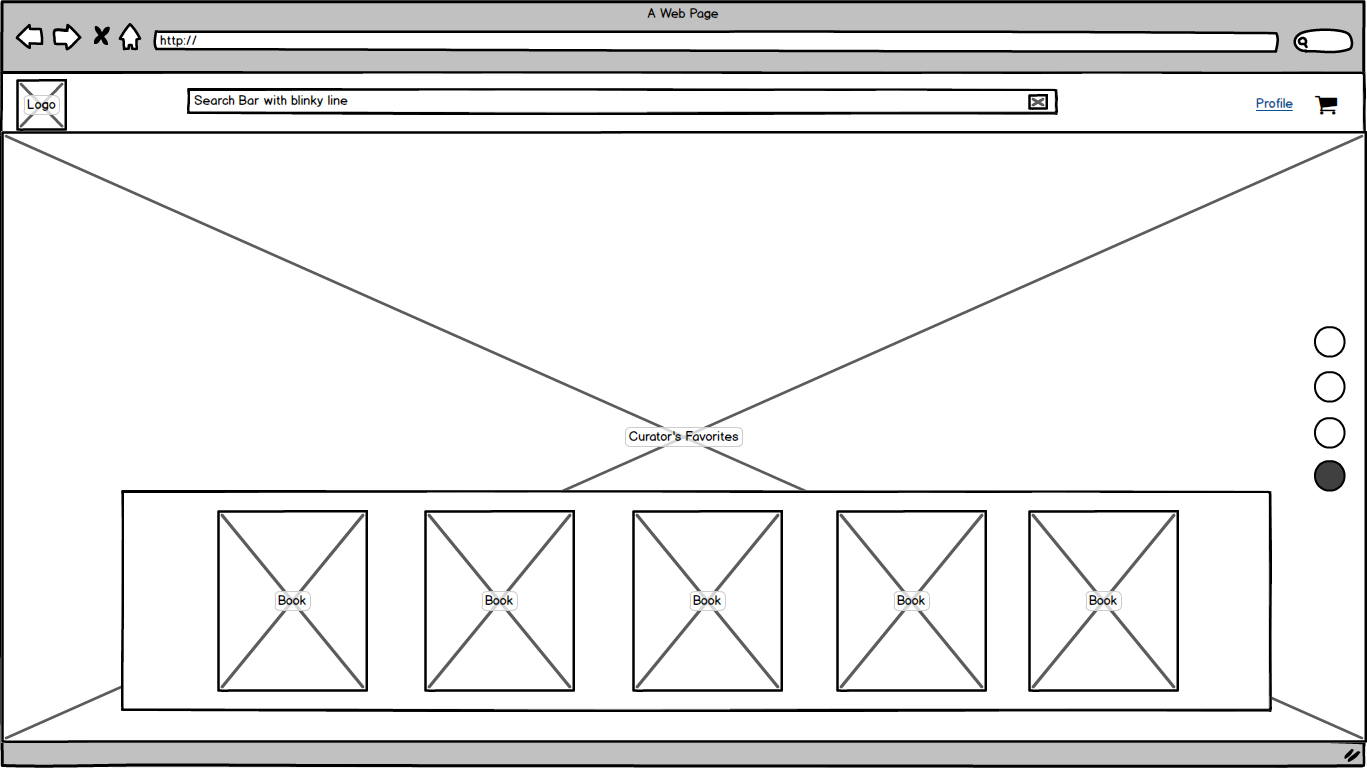 A Web Page
http://
Logo
Search Bar with blinky line
Profile
Curator's Favorites
Book
Book
Book
Book
Book